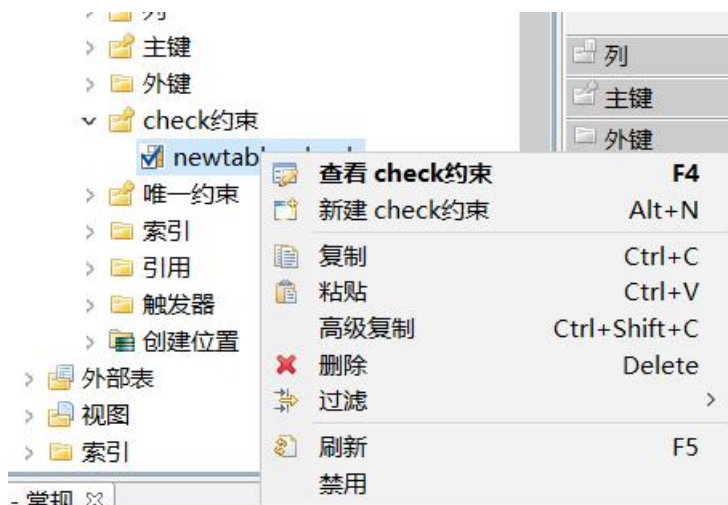 主键
外键
check约束
唯一约束
索引
引用
触发器
创建位置
外部表
视图
索引
列
主键
外键
查看 check约束 F4
新建 check约束 Alt+N
复制 Ctrl+C
粘贴 Ctrl+V
高级复制 Ctrl+Shift+C
删除 Delete
过滤
刷新 F5
禁用
- 常规